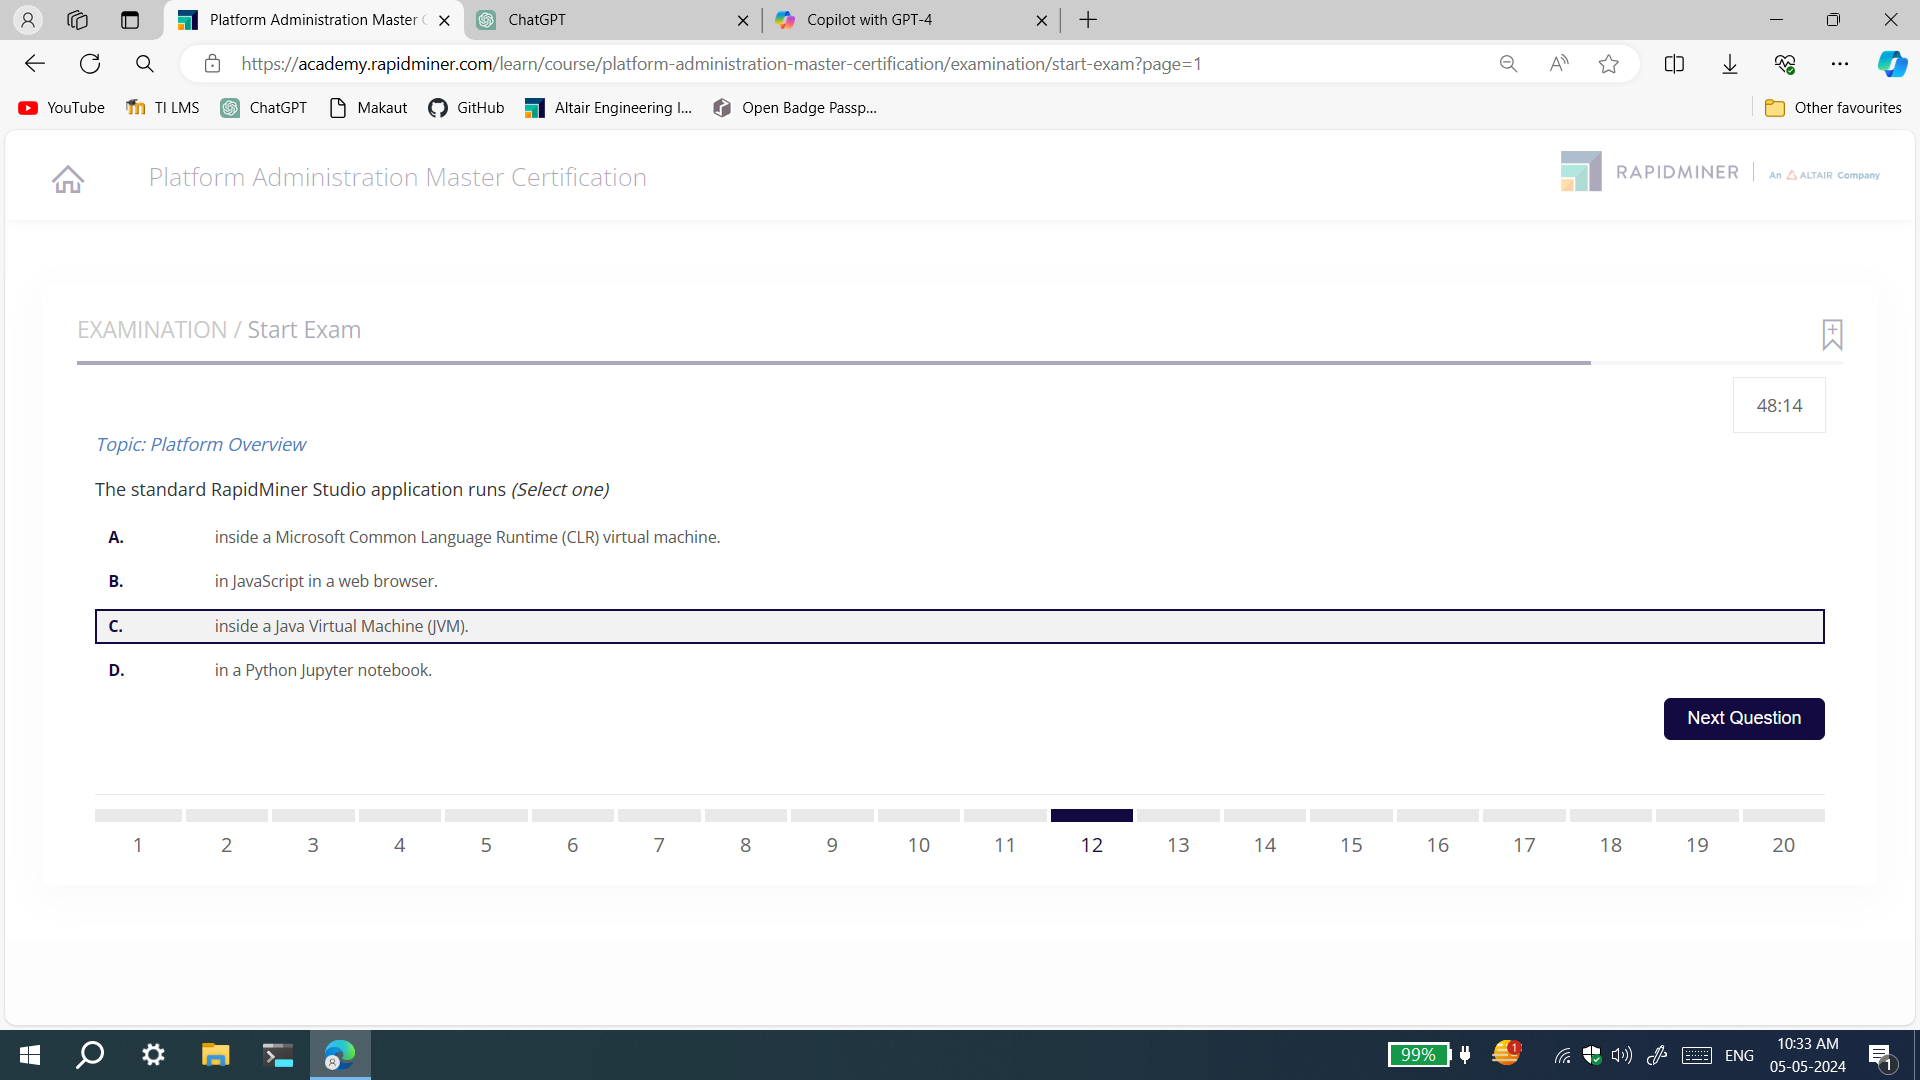 Platform Administration Master C
ChatGPT
Copilot with GPT-4
https://academy.rapidminer.com/learn/course/platform-administration-master-certification/examination/start-exam?page=1
YouTube
TI LMS
ChatGPT
Makaut
GitHub
Altair Engineering I...
Open Badge Passp...
Other favourites
Platform Administration Master Certification
RAPIDMINER
An ALTAIR Company
EXAMINATION / Start Exam
48:14
Topic: Platform Overview
The standard RapidMiner Studio application runs (Select one)
A. inside a Microsoft Common Language Runtime (CLR) virtual machine.
B. in JavaScript in a web browser.
C. inside a Java Virtual Machine (JVM).
D. in a Python Jupyter notebook.
Next Question
1 2 3 4 5 6 7 8 9 10 11 12 13 14 15 16 17 18 19 20
99%
1
ENG
10:33 AM
05-05-2024
1